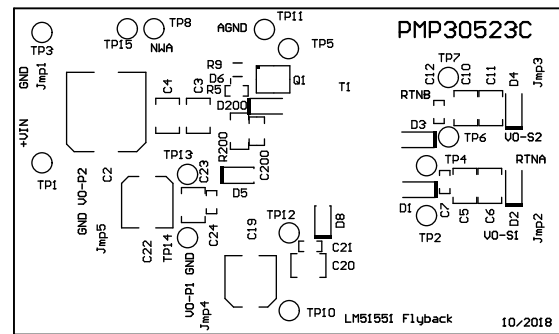 PMP30523C
TP3
TP15
TP8
NWA
TP11
AGND
TP5
TP7
GND
Jmp1
C4
C3
R9
D6
R5
Q1
T1
C12
C10
C11
D4
Jmp3
D200
RTNB
+VIN
R200
C200
D3
TP6
VO-S2
TP1
C2
TP13
C23
D5
TP4
RTNA
GND VO-P2
Jmp5
C22
TP14
C24
VO-P1 GND
Jmp4
C19
TP12
D8
C21
C20
D1
C7
C5
C6
D2
Jmp2
TP2
VO-S1
TP10
LM51551 Flyback
10/2018